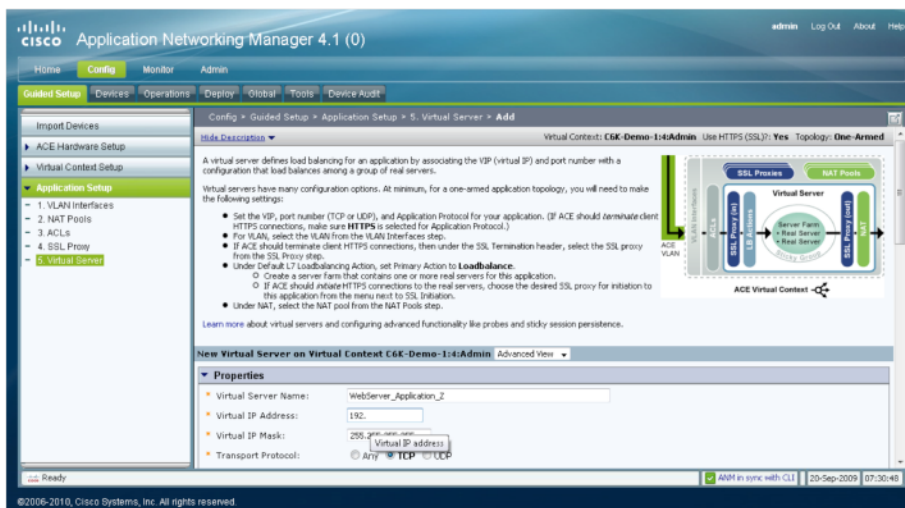 cisco Application Networking Manager 4.1 (0)
admin Log Out About Help
Home Config Monitor Admin
Guided Setup Devices Operations Deploy Global Tools Device Audit
Import Devices
ACE Hardware Setup
Virtual Context Setup
Application Setup
1. VLAN Interfaces
2. NAT Pools
3. ACLs
4. SSL Proxy
5. Virtual Server
Config > Guided Setup > Application Setup > 5. Virtual Server > Add
Hide Description Virtual Context: C6K-Demo-1:4:Admin Use HTTPS (SSL)?: Yes Topology: One-Armed
A virtual server defines load balancing for an application by associating the VIP (virtual IP) and port number with a
configuration that load balances among a group of real servers.
Virtual servers have many configuration options. At minimum, for a one-armed application topology, you will need to make
the following settings:
• Set the VIP, port number (TCP or UDP), and Application Protocol for your application. (If ACE should terminate client
HTTPS connections, make sure HTTPS is selected for Application Protocol.)
• For VLAN, select the VLAN from the VLAN Interfaces step.
• If ACE should terminate client HTTPS connections, then under the SSL Termination header, select the SSL proxy
from the SSL Proxy step.
• Under Default L7 Loadbalancing Action, set Primary Action to Loadbalance.
○ Create a server farm that contains one or more real servers for this application.
○ If ACE should initiate HTTPS connections to the real servers, choose the desired SSL proxy for initiation to
this application from the menu next to SSL Initiation.
• Under NAT, select the NAT pool from the NAT Pools step.
Learn more about virtual servers and configuring advanced functionality like probes and sticky session persistence.
SSL Proxies NAT Pools
Virtual Server
ACE
VLAN
VLAN Interfaces
ACLs
SSL Proxy (in)
LB Actions
Server Farm
+ Real Server
+ Real Server
Sticky Group
SSL Proxy (out)
NAT
ACE Virtual Context
New Virtual Server on Virtual Context C6K-Demo-1:4:Admin Advanced View
Properties
* Virtual Server Name: WebServer_Application_Z
* Virtual IP Address: 192.
* Virtual IP Mask: 255.255.255.255
Virtual IP address
* Transport Protocol: Any TCP UDP
Ready
ANM in sync with CLI 20-Sep-2009 07:30:48
©2006-2010, Cisco Systems, Inc. All rights reserved.